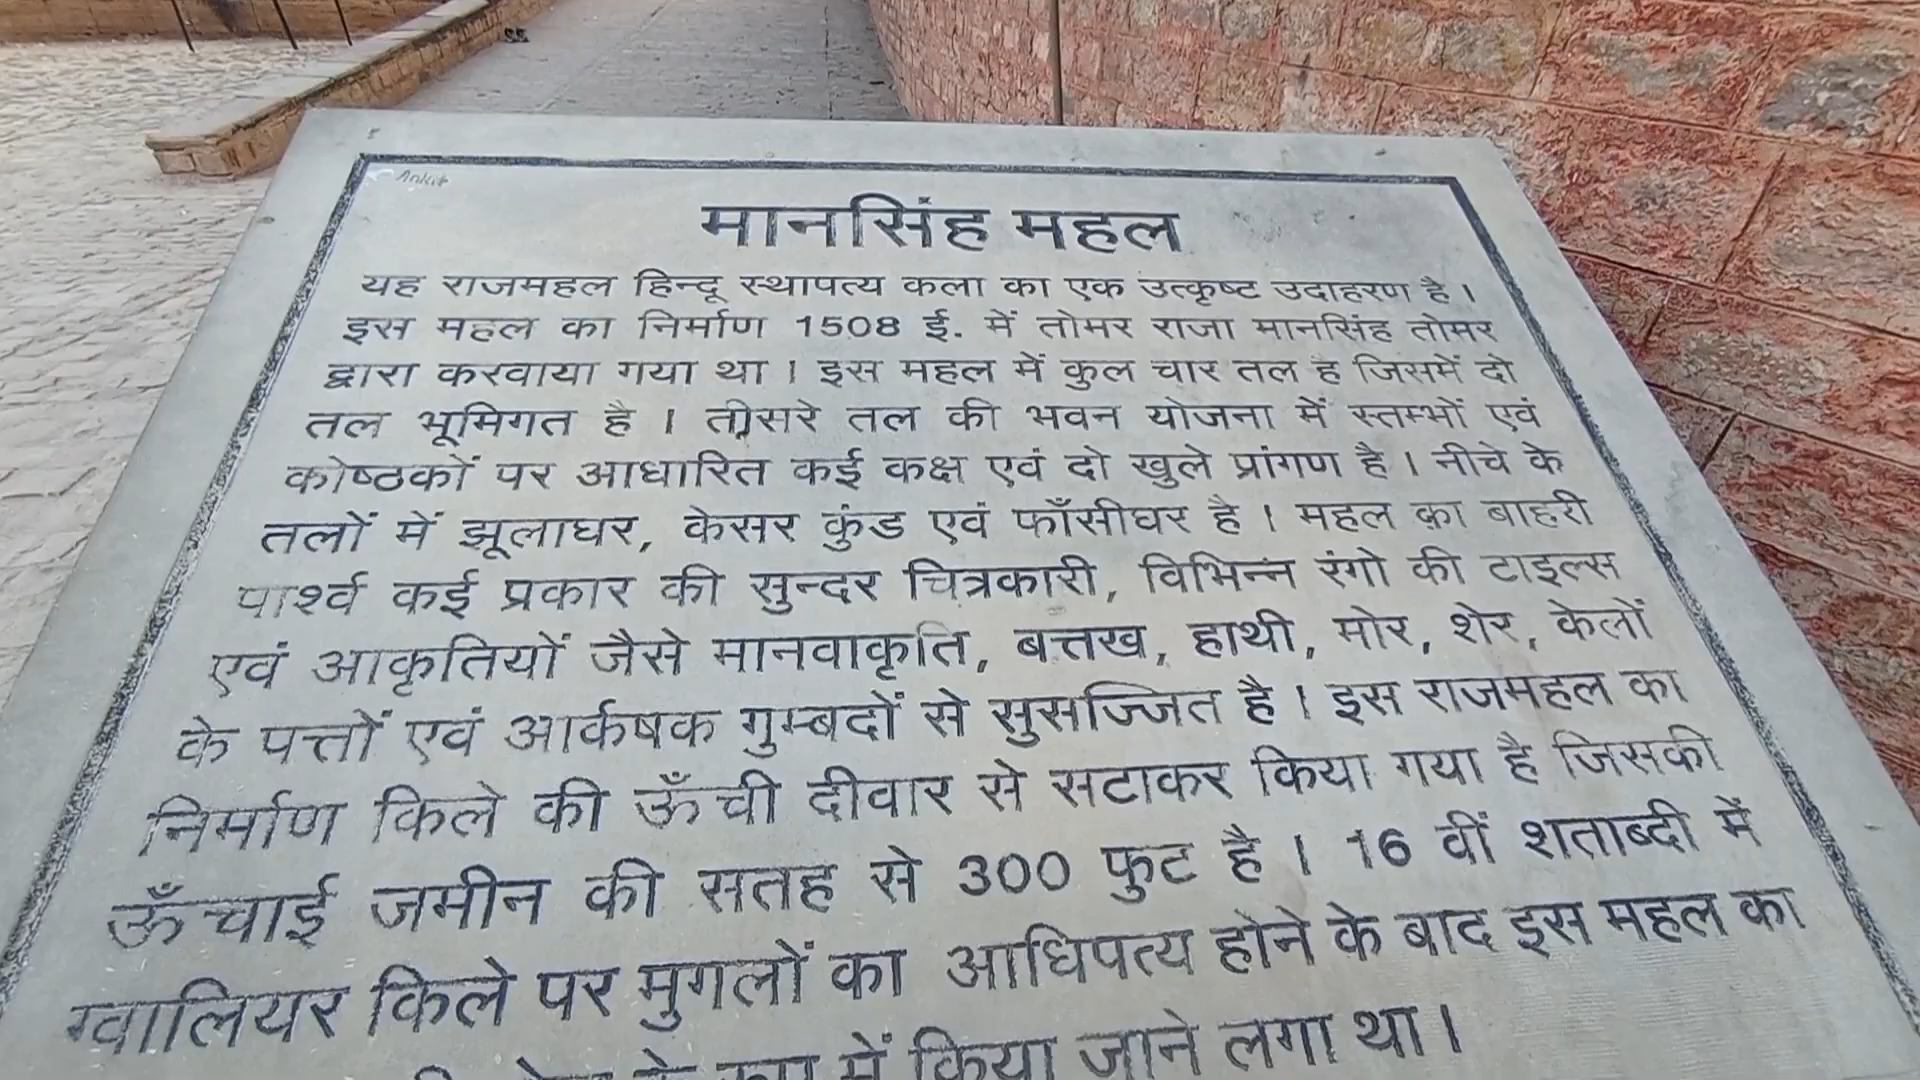 Ankit
मानसिंह महल
यह राजमहल हिन्दू स्थापत्य कला का एक उत्कृष्ट उदाहरण है ।
इस महल का निर्माण 1508 ई. में तोमर राजा मानसिंह तोमर
द्वारा करवाया गया था । इस महल में कुल चार तल है जिसमें दो
तल भूमिगत है । तीसरे तल की भवन योजना में स्तम्भों एवं
कोष्ठकों पर आधारित कई कक्ष एवं दो खुले प्रांगण है । नीचे के
तलों में झूलाघर, केसर कुंड एवं फाँसीघर है । महल का बाहरी
पार्श्व कई प्रकार की सुन्दर चित्रकारी, विभिन्न रंगो की टाइल्स
एवं आकृतियों जैसे मानवाकृति, बत्तख, हाथी, मोर, शेर, केलों
के पत्तों एवं आर्कषक गुम्बदों से सुसज्जित है । इस राजमहल का
निर्माण किले की ऊँची दीवार से सटाकर किया गया है जिसकी
ऊँचाई जमीन की सतह से 300 फुट है । 16 वीं शताब्दी में
ग्वालियर किले पर मुगलों का आधिपत्य होने के बाद इस महल का
के रूप में किया जाने लगा था ।